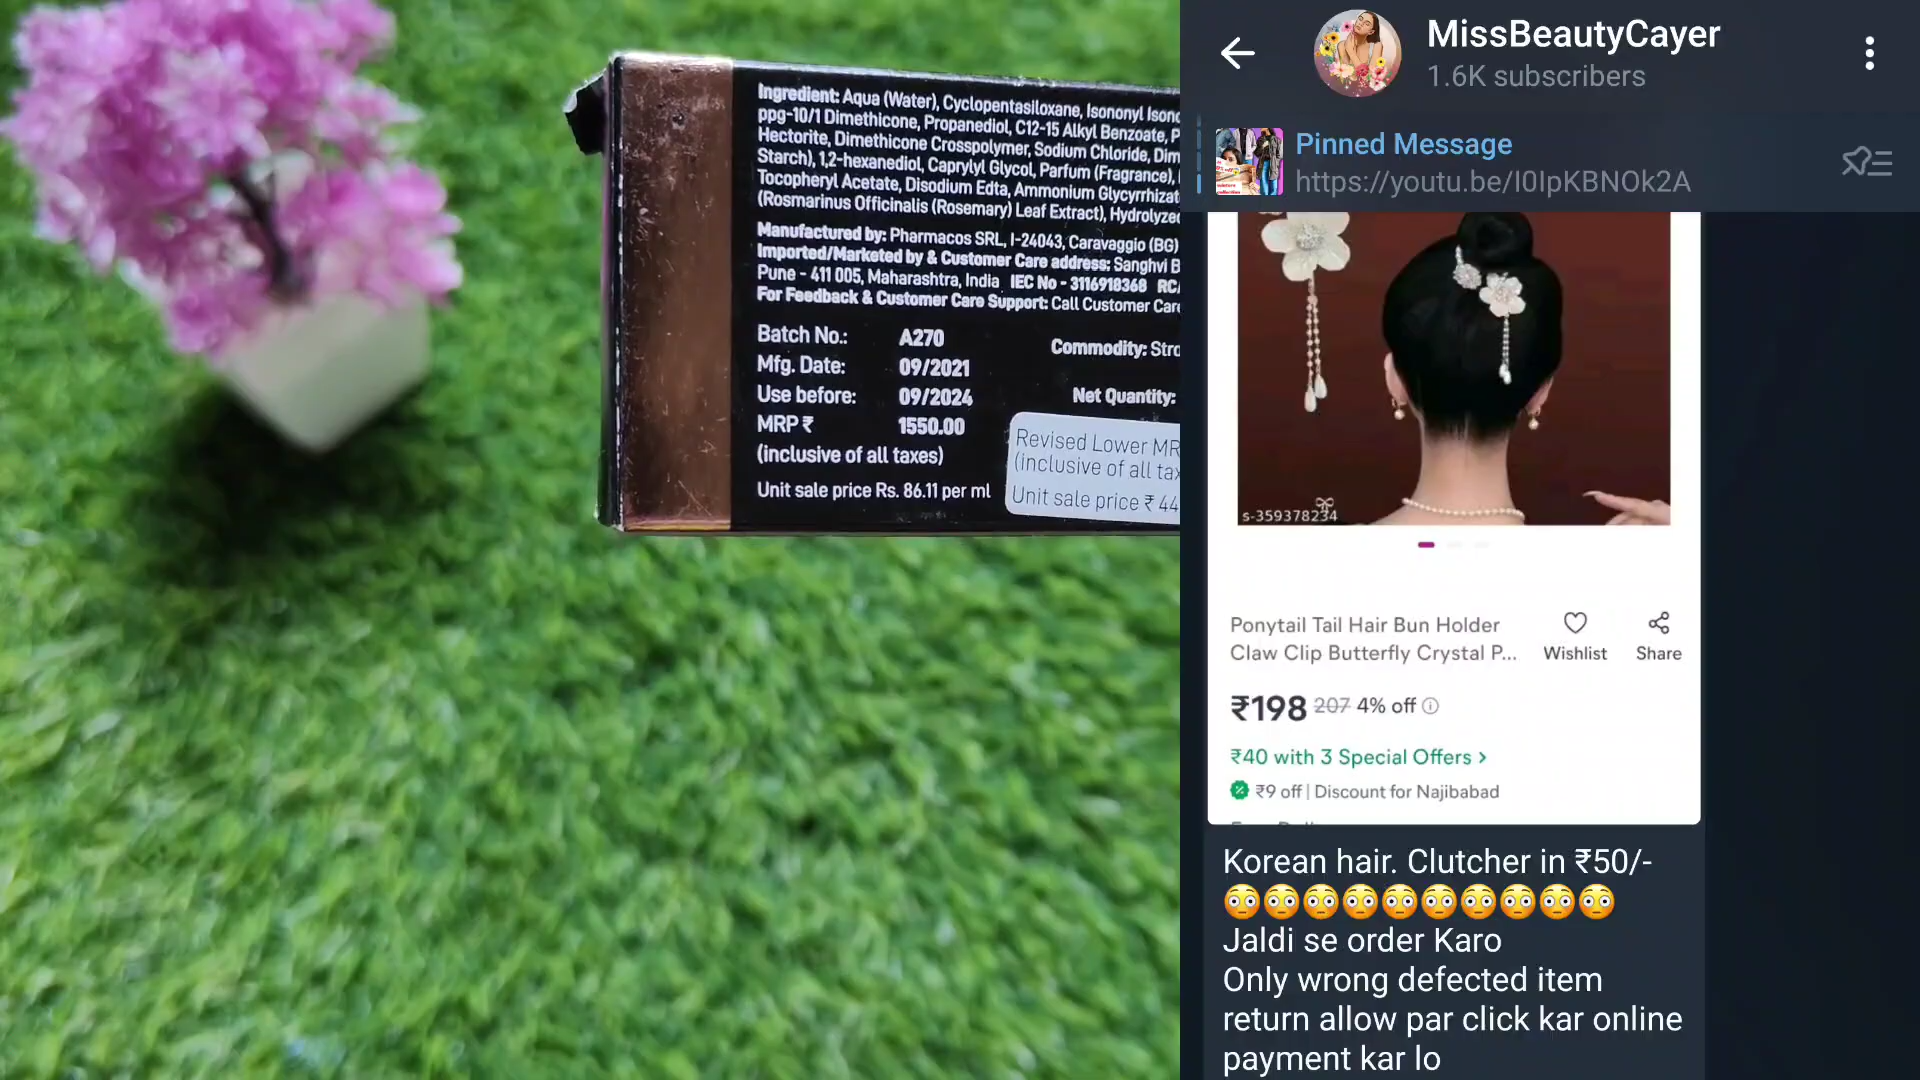 Ingredient: Aqua (Water), Cyclopentasiloxane, Isononyl
ppg-10/1 Dimethicone, Propanediol, C12-15 Alkyl Benzoate,
Hectorite, Dimethicone Crosspolymer, Sodium Chloride,
Starch), 1,2-hexanediol, Caprylyl Glycol, Parfum (Fragrance),
Tocopheryl Acetate, Disodium Edta, Ammonium
(Rosmarinus Officinalis (Rosemary) Leaf Extract),
Manufactured by: Pharmacos SRL, I-24043, Caravaggio (BG)
Imported/Marketed by & Customer Care address: Sanghvi
Pune - 411 005, Maharashtra, India IEC No - 3116918368
For Feedback & Customer Care Support: Call Customer
Batch No.: A270
Commodity:
Mfg. Date: 09/2021
Use before: 09/2024
Net Quantity:
MRP ₹ 1550.00
(inclusive of all taxes)
Unit sale price Rs. 86.11 per ml
Revised Lower
(inclusive of all
Unit sale price ₹
MissBeautyCayer
1.6K subscribers
Pinned Message
https://youtu.be/I0IpKBNOk2A
s-359378234
Ponytail Tail Hair Bun Holder
Claw Clip Butterfly Crystal P...
Wishlist
Share
₹198 207 4% off
₹40 with 3 Special Offers >
₹9 off | Discount for Najibabad
Korean hair. Clutcher in ₹50/-
😳😳😳😳😳😳😳😳😳😳
Jaldi se order Karo
Only wrong defected item
return allow par click kar online
payment kar lo